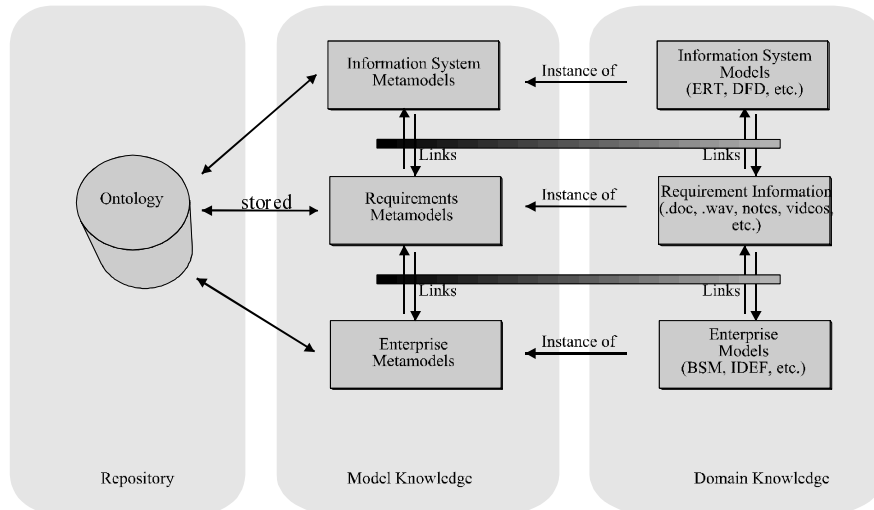 Information System
Metamodels
Instance of
Information System
Models
(ERT, DFD, etc.)
Links
Links
Ontology
stored
Requirements
Metamodels
Instance of
Requirement Information
(.doc, .wav, notes, videos,
etc.)
Links
Links
Enterprise
Metamodels
Instance of
Enterprise
Models
(BSM, IDEF, etc.)
Repository
Model Knowledge
Domain Knowledge